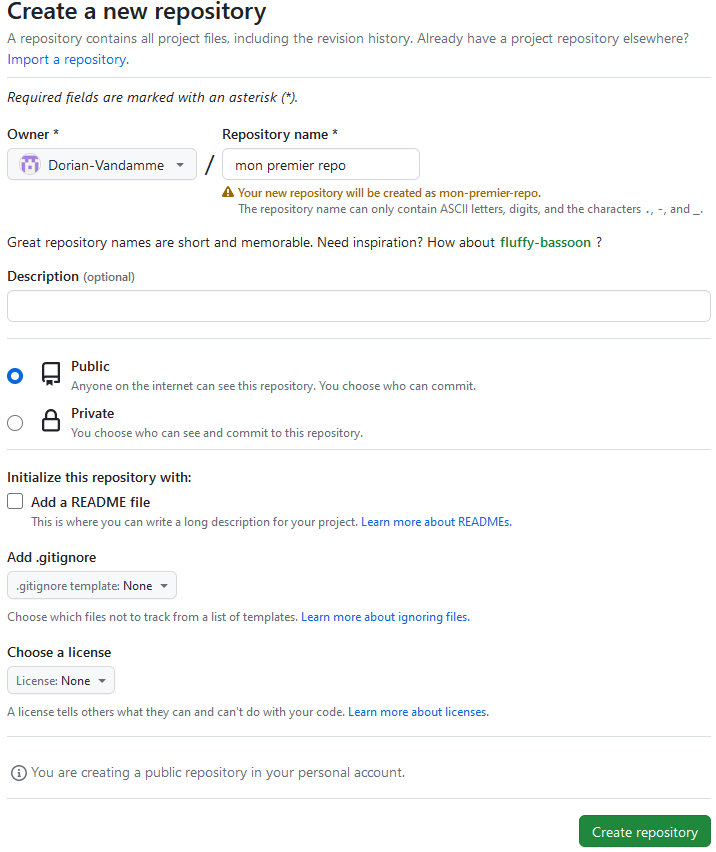 Create a new repository
A repository contains all project files, including the revision history. Already have a project repository elsewhere?
Import a repository.
Required fields are marked with an asterisk (*).
Owner *
Repository name *
Dorian-Vandamme
/
mon premier repo
Your new repository will be created as mon-premier-repo.
The repository name can only contain ASCII letters, digits, and the characters ., -, and _.
Great repository names are short and memorable. Need inspiration? How about fluffy-bassoon ?
Description (optional)
Public
Anyone on the internet can see this repository. You choose who can commit.
Private
You choose who can see and commit to this repository.
Initialize this repository with:
Add a README file
This is where you can write a long description for your project. Learn more about READMEs.
Add .gitignore
.gitignore template: None
Choose which files not to track from a list of templates. Learn more about ignoring files.
Choose a license
License: None
A license tells others what they can and can't do with your code. Learn more about licenses.
You are creating a public repository in your personal account.
Create repository